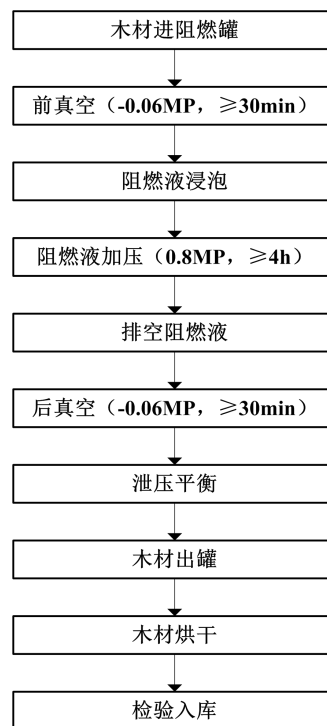 木材进阻燃罐
前真空（-0.06MP，≥30min）
阻燃液浸泡
阻燃液加压（0.8MP，≥4h）
排空阻燃液
后真空（-0.06MP，≥30min）
泄压平衡
木材出罐
木材烘干
检验入库